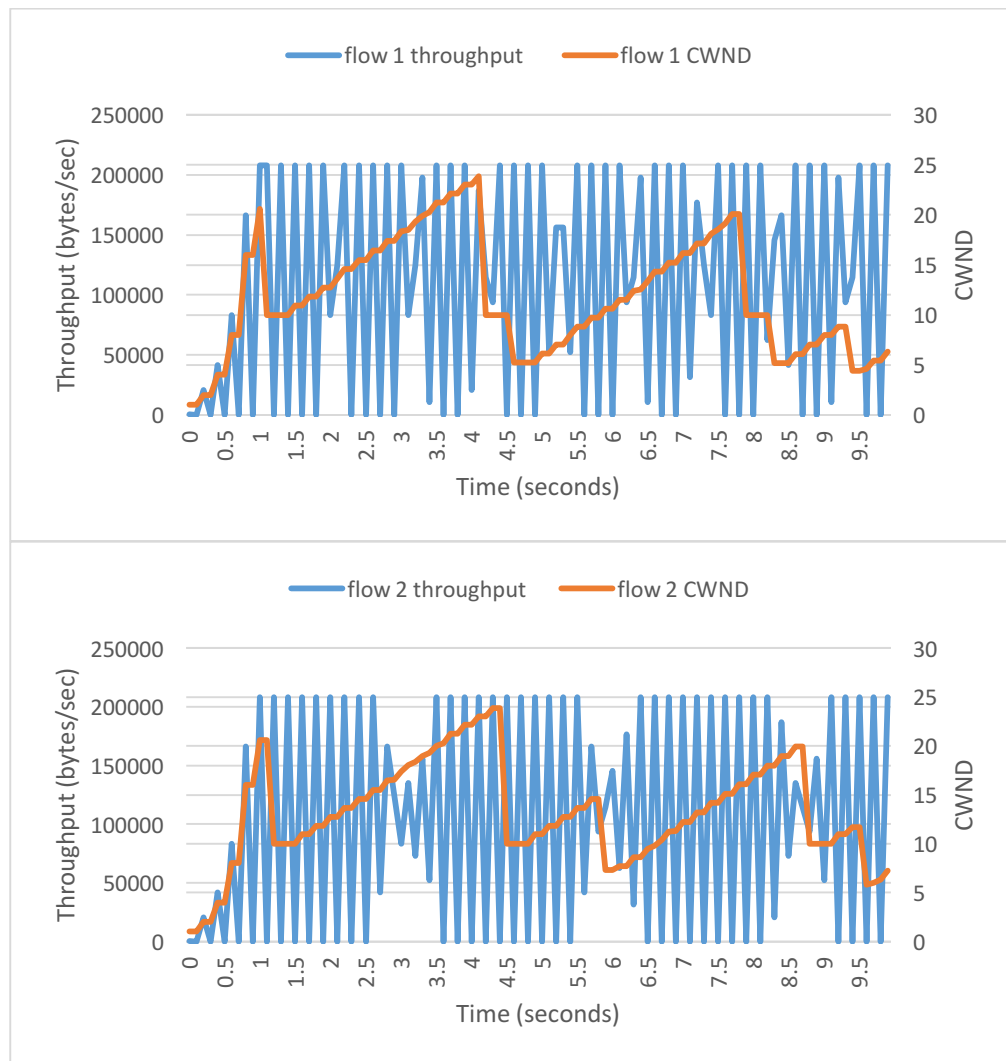 flow 1 throughput flow 1 CWND
250000 30
200000 25
150000 20
100000 15
50000 10
0 5
0
Throughput (bytes/sec)
CWND
0 0.5 1 1.5 2 2.5 3 3.5 4 4.5 5 5.5 6 6.5 7 7.5 8 8.5 9 9.5
Time (seconds)
flow 2 throughput flow 2 CWND
250000 30
200000 25
150000 20
100000 15
50000 10
0 5
0
Throughput (bytes/sec)
CWND
0 0.5 1 1.5 2 2.5 3 3.5 4 4.5 5 5.5 6 6.5 7 7.5 8 8.5 9 9.5
Time (seconds)